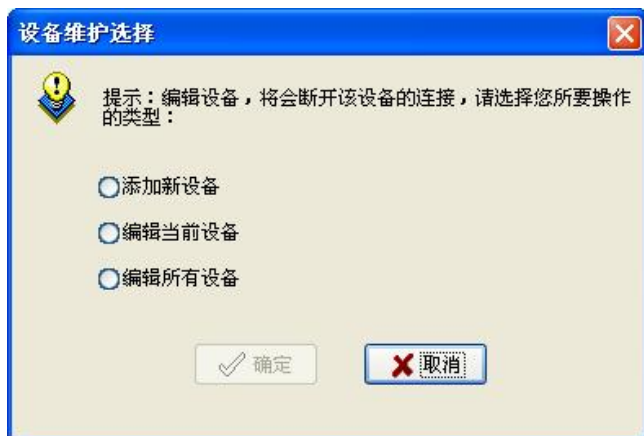 设备维护选择
提示：编辑设备，将会断开该设备的连接，请选择您所要操作
的类型：
添加新设备
编辑当前设备
编辑所有设备
确定
取消